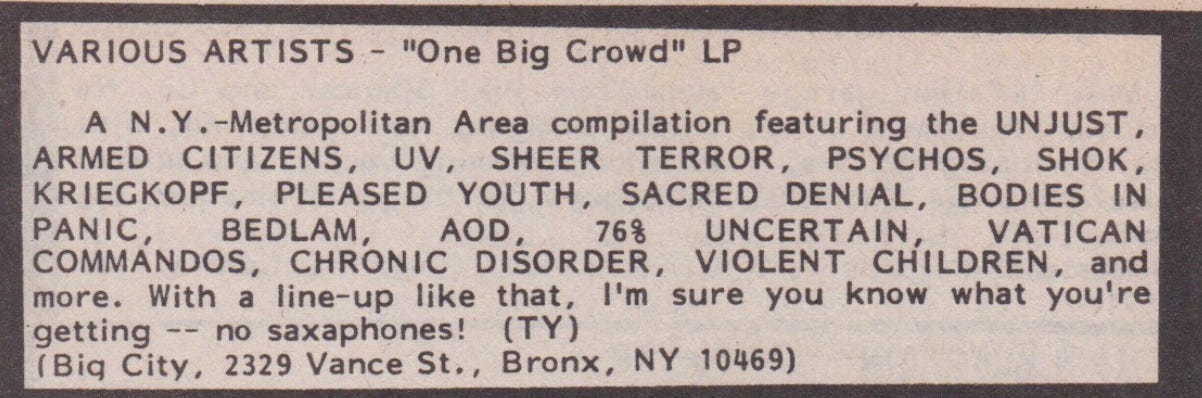 VARIOUS ARTISTS - "One Big Crowd" LP
A N.Y.-Metropolitan Area compilation featuring the UNJUST,
ARMED CITIZENS, UV, SHEER TERROR, PSYCHOS, SHOK,
KRIEGKOPF, PLEASED YOUTH, SACRED DENIAL, BODIES IN
PANIC, BEDLAM, AOD, 76% UNCERTAIN, VATICAN
COMMANDOS, CHRONIC DISORDER, VIOLENT CHILDREN, and
more. With a line-up like that, I'm sure you know what you're
getting -- no saxaphones! (TY)
(Big City, 2329 Vance St., Bronx, NY 10469)